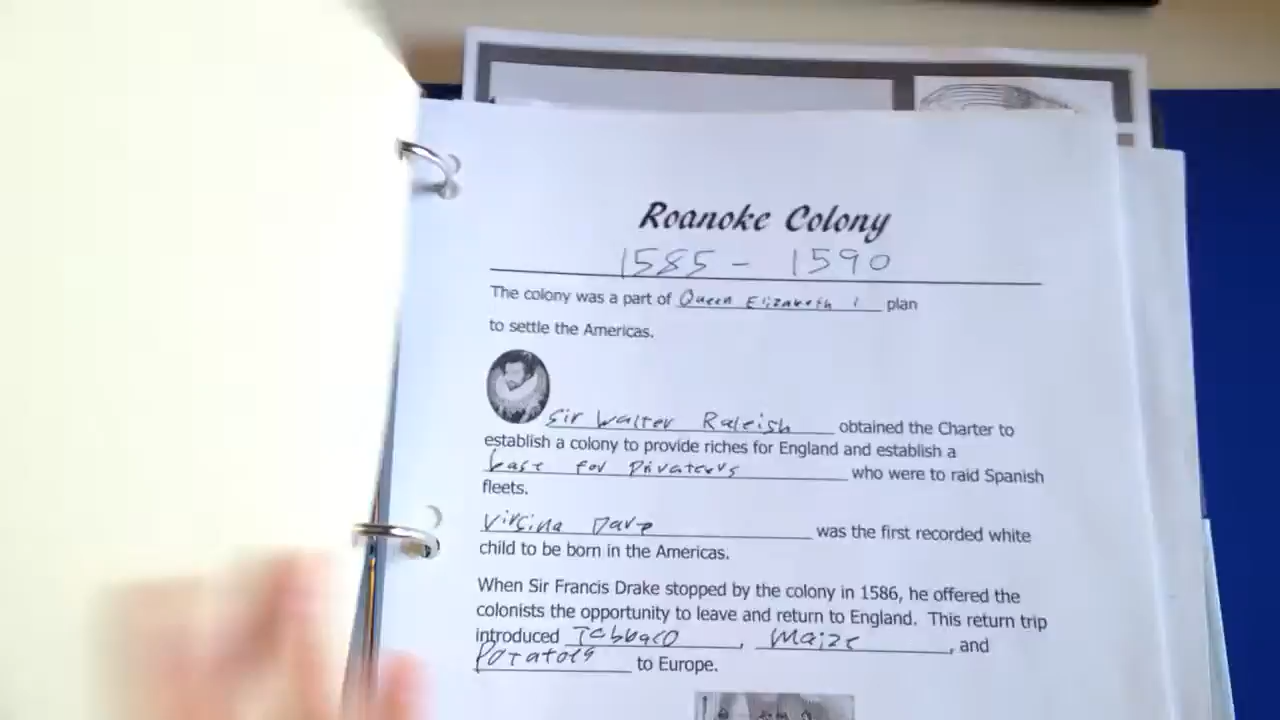 Roanoke Colony
1585 - 1590
The colony was a part of Queen Elizabeth 1 plan
to settle the Americas.
Sir Walter Raleigh obtained the Charter to
establish a colony to provide riches for England and establish a
base for Privateers who were to raid Spanish
fleets.
Virgina Dare was the first recorded white
child to be born in the Americas.
When Sir Francis Drake stopped by the colony in 1586, he offered the
colonists the opportunity to leave and return to England. This return trip
introduced Tobbaco, Maize, and
Potatoes to Europe.